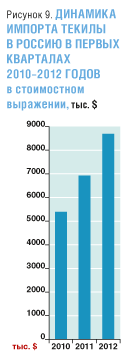 Рисунок 9. ДИНАМИКА
ИМПОРТА ТЕКИЛЫ
В РОССИЮ В ПЕРВЫХ
КВАРТАЛАХ
2010–2012 ГОДОВ
в стоимостном
выражении, тыс. $
9000
8000
7000
6000
5000
4000
3000
2000
1000
0
тыс. $ 2010 2011 2012